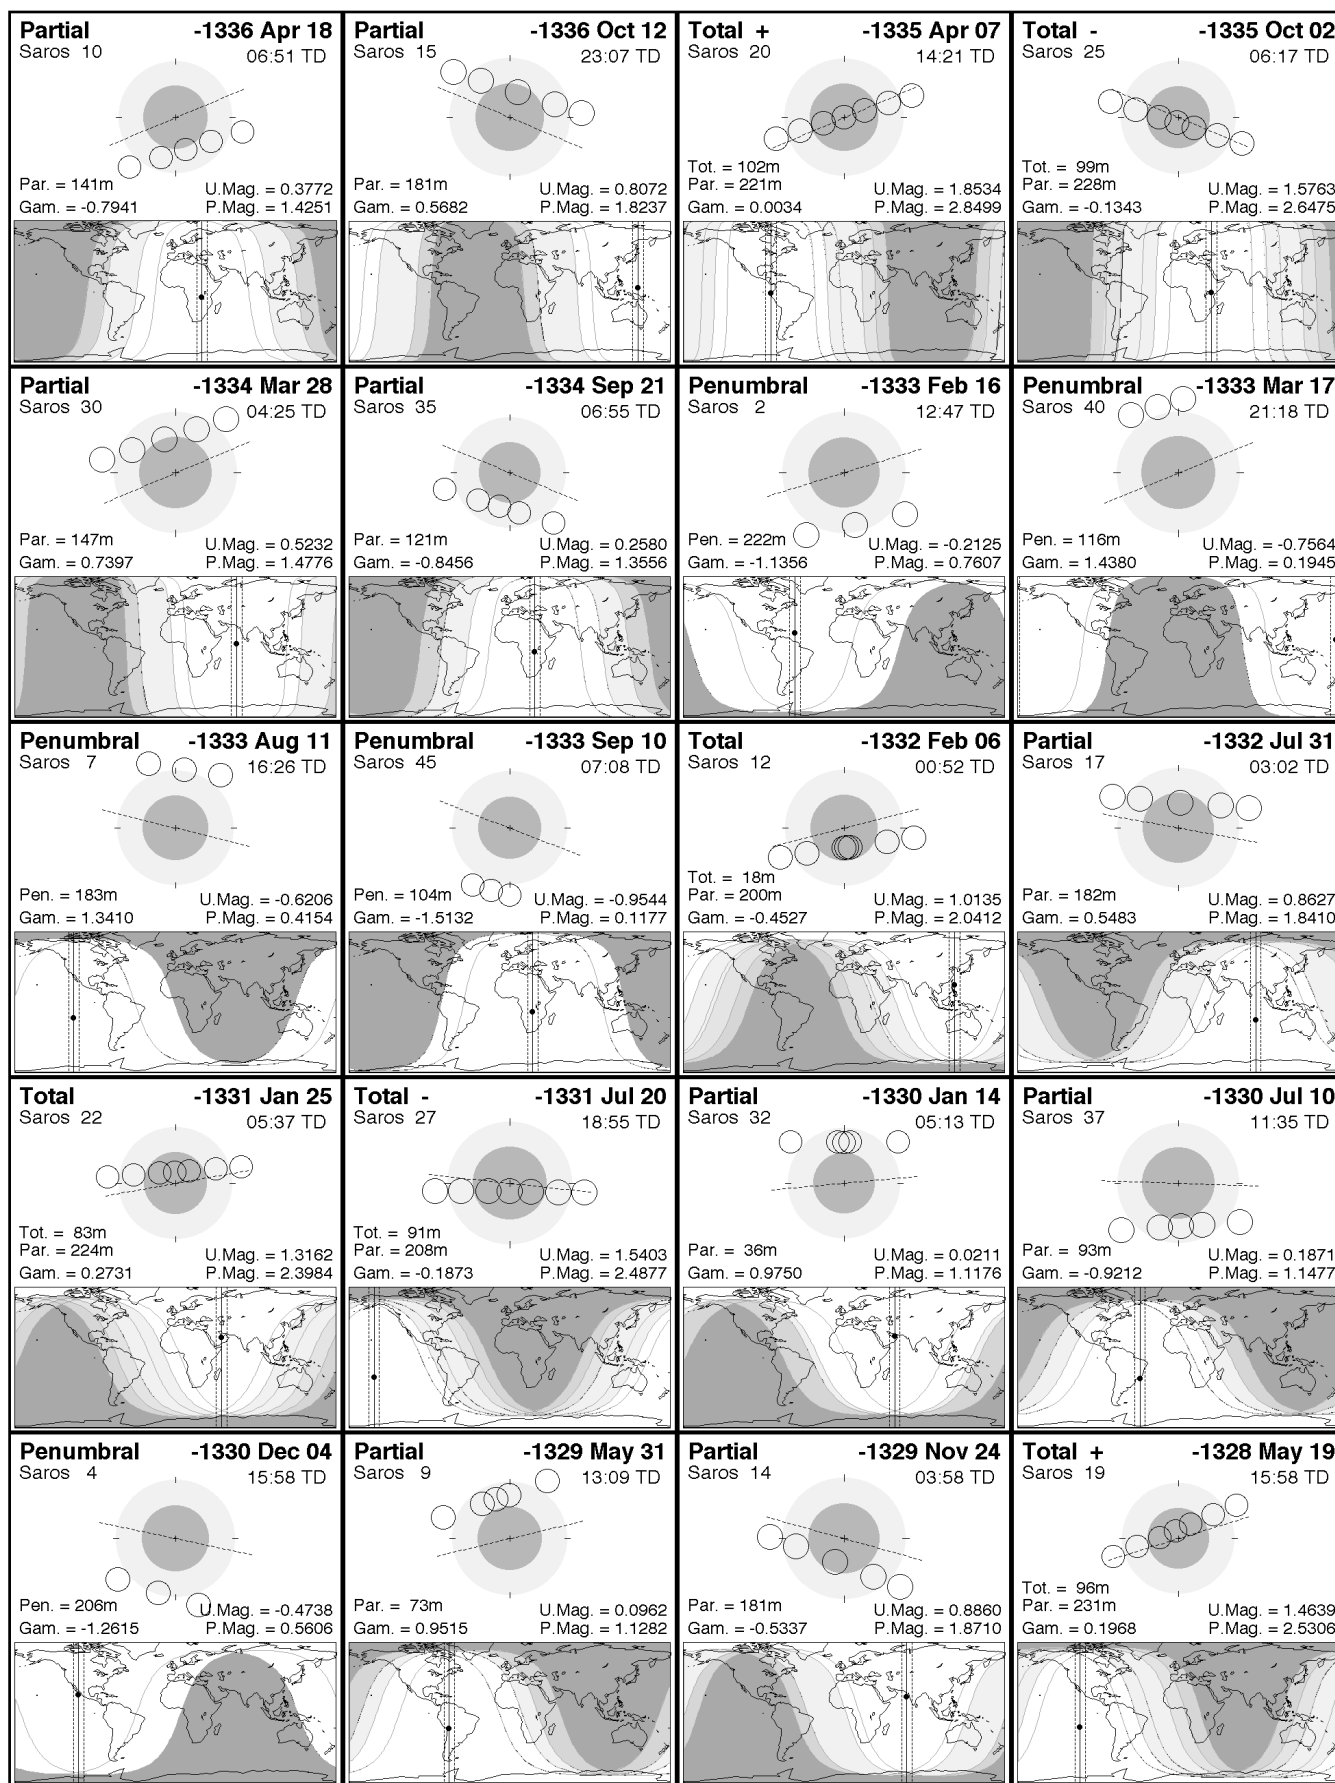 Partial -1336 Apr 18
Saros 10 06:51 TD
Par. = 141m U.Mag. = 0.3772
Gam. = -0.7941 P.Mag. = 1.4251
Partial -1336 Oct 12
Saros 15 23:07 TD
Par. = 181m U.Mag. = 0.8072
Gam. = 0.5682 P.Mag. = 1.8237
Total + -1335 Apr 07
Saros 20 14:21 TD
Tot. = 102m
Par. = 221m U.Mag. = 1.8534
Gam. = 0.0034 P.Mag. = 2.8499
Total - -1335 Oct 02
Saros 25 06:17 TD
Tot. = 99m
Par. = 228m U.Mag. = 1.5763
Gam. = -0.1343 P.Mag. = 2.6475
Partial -1334 Mar 28
Saros 30 04:25 TD
Par. = 147m U.Mag. = 0.5232
Gam. = 0.7397 P.Mag. = 1.4776
Partial -1334 Sep 21
Saros 35 06:55 TD
Par. = 121m U.Mag. = 0.2580
Gam. = -0.8456 P.Mag. = 1.3556
Penumbral -1333 Feb 16
Saros 2 12:47 TD
Pen. = 222m U.Mag. = -0.2125
Gam. = -1.1356 P.Mag. = 0.7607
Penumbral -1333 Mar 17
Saros 40 21:18 TD
Pen. = 116m U.Mag. = -0.7564
Gam. = 1.4380 P.Mag. = 0.1945
Penumbral -1333 Aug 11
Saros 7 16:26 TD
Pen. = 183m U.Mag. = -0.6206
Gam. = 1.3410 P.Mag. = 0.4154
Penumbral -1333 Sep 10
Saros 45 07:08 TD
Pen. = 104m U.Mag. = -0.9544
Gam. = -1.5132 P.Mag. = 0.1177
Total -1332 Feb 06
Saros 12 00:52 TD
Tot. = 18m
Par. = 200m U.Mag. = 1.0135
Gam. = -0.4527 P.Mag. = 2.0412
Partial -1332 Jul 31
Saros 17 03:02 TD
Par. = 182m U.Mag. = 0.8627
Gam. = 0.5483 P.Mag. = 1.8410
Total -1331 Jan 25
Saros 22 05:37 TD
Tot. = 83m
Par. = 224m U.Mag. = 1.3162
Gam. = 0.2731 P.Mag. = 2.3984
Total - -1331 Jul 20
Saros 27 18:55 TD
Tot. = 91m
Par. = 208m U.Mag. = 1.5403
Gam. = -0.1873 P.Mag. = 2.4877
Partial -1330 Jan 14
Saros 32 05:13 TD
Par. = 36m U.Mag. = 0.0211
Gam. = 0.9750 P.Mag. = 1.1176
Partial -1330 Jul 10
Saros 37 11:35 TD
Par. = 93m U.Mag. = 0.1871
Gam. = -0.9212 P.Mag. = 1.1477
Penumbral -1330 Dec 04
Saros 4 15:58 TD
Pen. = 206m U.Mag. = -0.4738
Gam. = -1.2615 P.Mag. = 0.5606
Partial -1329 May 31
Saros 9 13:09 TD
Par. = 73m U.Mag. = 0.0962
Gam. = 0.9515 P.Mag. = 1.1282
Partial -1329 Nov 24
Saros 14 03:58 TD
Par. = 181m U.Mag. = 0.8860
Gam. = -0.5337 P.Mag. = 1.8710
Total + -1328 May 19
Saros 19 15:58 TD
Tot. = 96m
Par. = 231m U.Mag. = 1.4639
Gam. = 0.1968 P.Mag. = 2.5306